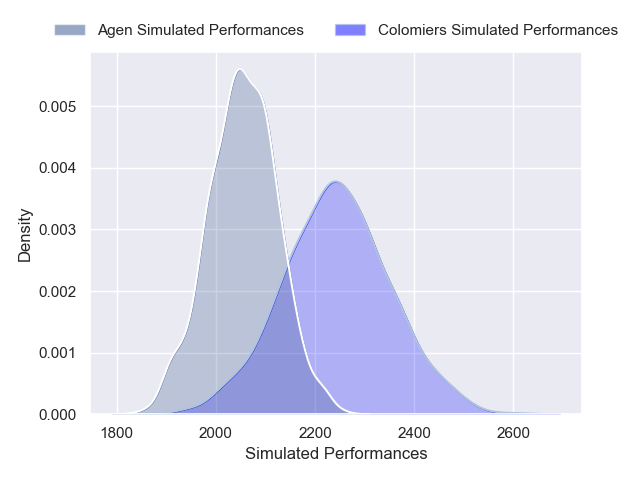 Agen Simulated Performances Colomiers Simulated Performances
0.005
0.004
0.003
0.002
0.001
0.000
Density
1800 2000 2200 2400 2600
Simulated Performances